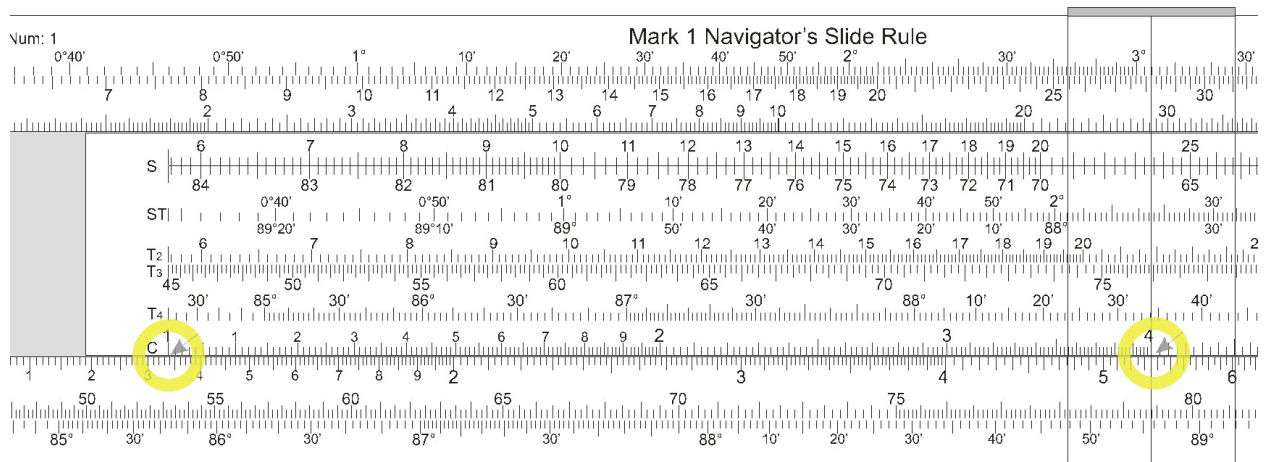 Num: 1
Mark 1 Navigator's Slide Rule
0°40' 0°50' 1° 10' 20' 30' 40' 50' 2° 30' 3° 30'
7 8 9 10 11 12 13 14 15 16 17 18 19 20 25 30
2 3 4 5 6 7 8 9 10 20 30
S 6 7 8 9 10 11 12 13 14 15 16 17 18 19 20 25
84 83 82 81 80 79 78 77 76 75 74 73 72 71 70 65
ST 0°40' 0°50' 1° 10' 20' 30' 40' 50' 2° 30'
89°20' 89°10' 89° 50' 40' 30' 20' 10' 88° 30'
T2 6 7 8 9 10 11 12 13 14 15 16 17 18 19 20 2
T3 45 50 55 60 65 70 75
T4 30' 85° 30' 86° 30' 87° 30' 88° 10' 20' 30' 40'
C 1 1 2 3 4 5 6 7 8 9 2 3 4
1 2 3 4 5 6 7 8 9 2 3 4 5 6
50 55 60 65 70 75 80
85° 30' 86° 30' 87° 30' 88° 10' 20' 30' 40' 50' 89°